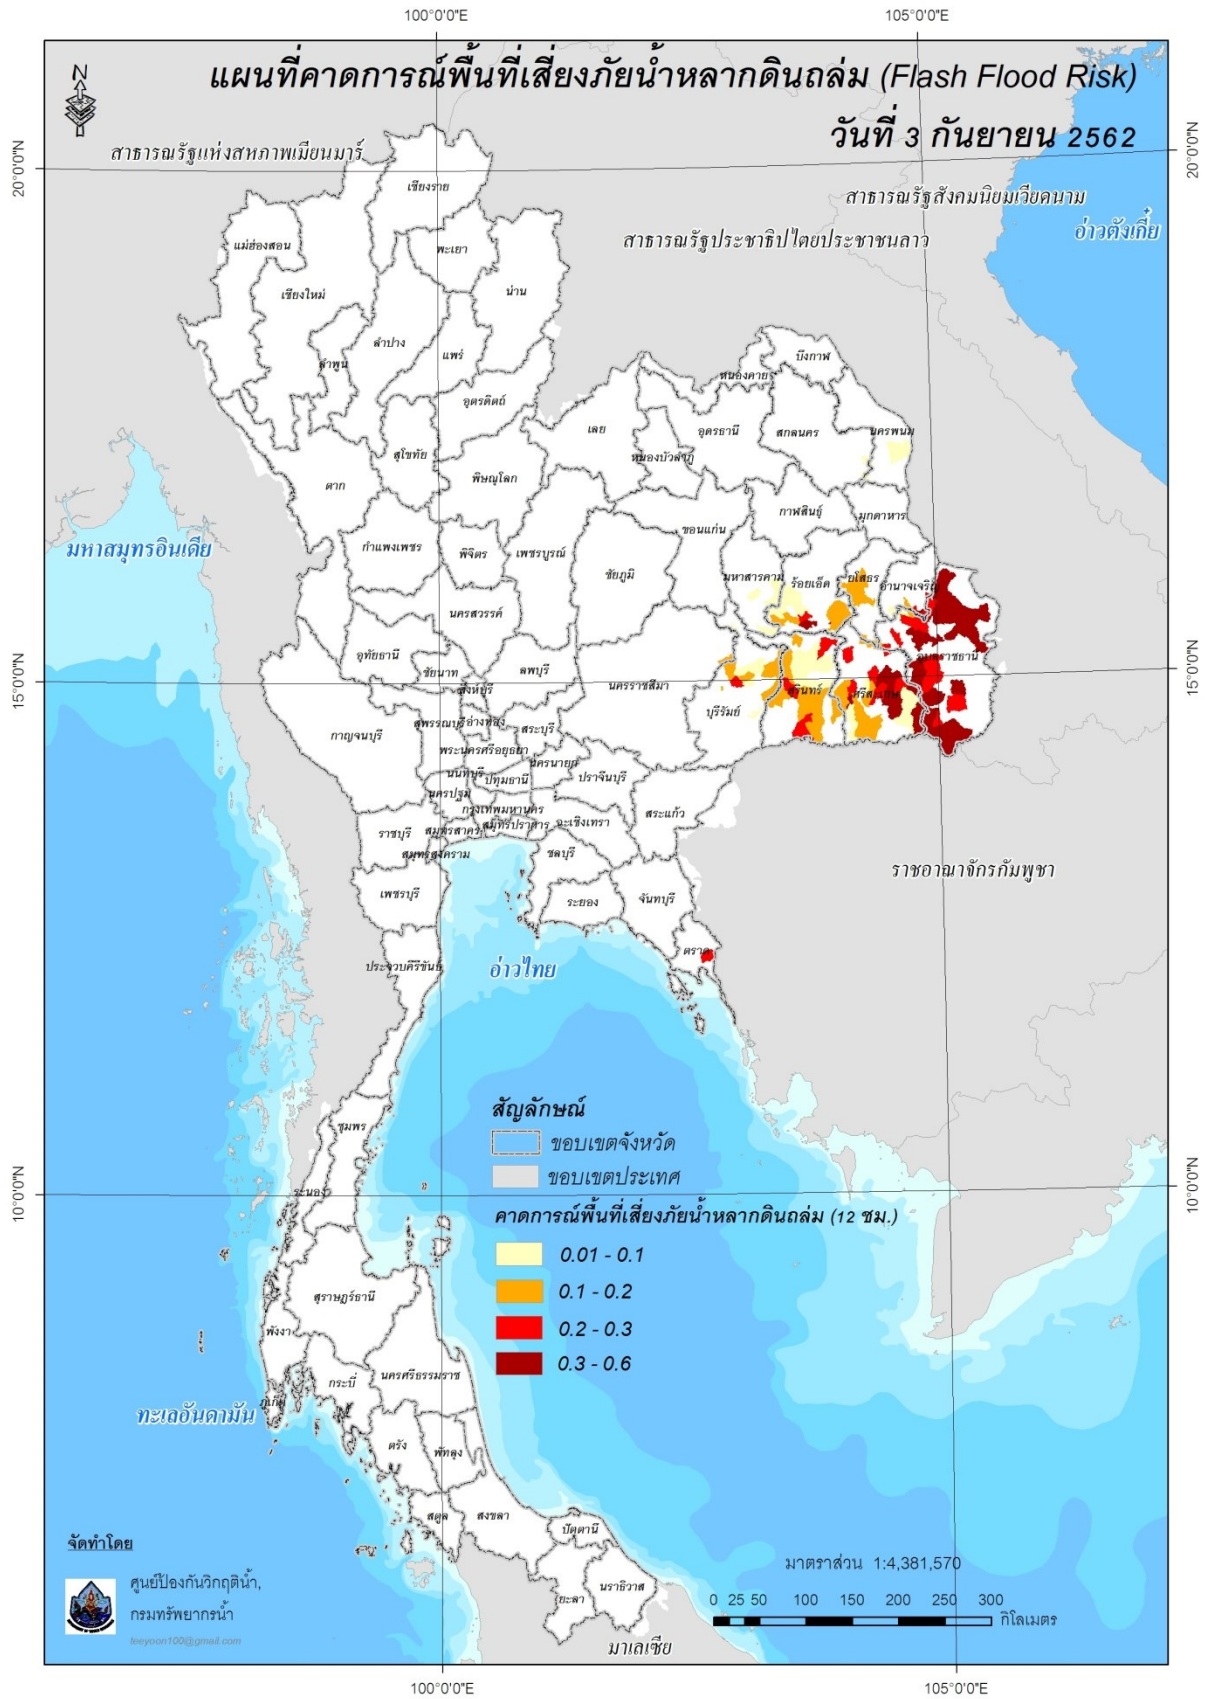 100°0'0"E
105°0'0"E
แผนที่คาดการณ์พื้นที่เสี่ยงภัยน้ำหลากดินถล่ม (Flash Flood Risk)
วันที่ 3 กันยายน 2562
N
20°0'0"N
20°0'0"N
สาธารณรัฐแห่งสหภาพเมียนมาร์
สาธารณรัฐสังคมนิยมเวียดนาม
สาธารณรัฐประชาธิปไตยประชาชนลาว
อ่าวตังเกี๋ย
เชียงราย
แม่ฮ่องสอน
พะเยา
เชียงใหม่
น่าน
ลำปาง
ลำพูน
แพร่
บึงกาฬ
หนองคาย
อุตรดิตถ์
เลย
อุดรธานี
สกลนคร
นครพนม
สุโขทัย
หนองบัวลำภู
ตาก
พิษณุโลก
กาฬสินธุ์
มุกดาหาร
ขอนแก่น
มหาสมุทรอินเดีย
กำแพงเพชร
พิจิตร
เพชรบูรณ์
ชัยภูมิ
มหาสารคาม
ร้อยเอ็ด
ยโสธร
อำนาจเจริญ
นครสวรรค์
อุทัยธานี
ชัยนาท
ลพบุรี
อุบลราชธานี
15°0'0"N
15°0'0"N
สิงห์บุรี
นครราชสีมา
สุรินทร์
ศรีสะเกษ
บุรีรัมย์
สุพรรณบุรี
อ่างทอง
สระบุรี
กาญจนบุรี
พระนครศรีอยุธยา
นครนายก
นนทบุรี
ปทุมธานี
ปราจีนบุรี
นครปฐม
กรุงเทพมหานคร
สระแก้ว
ราชบุรี
สมุทรสาคร
สมุทรปราการ
ฉะเชิงเทรา
สมุทรสงคราม
ชลบุรี
ราชอาณาจักรกัมพูชา
เพชรบุรี
ระยอง
จันทบุรี
ตราด
ประจวบคีรีขันธ์
อ่าวไทย
สัญลักษณ์
ขอบเขตจังหวัด
ขอบเขตประเทศ
คาดการณ์พื้นที่เสี่ยงภัยน้ำหลากดินถล่ม (12 ชม.)
0.01 - 0.1
0.1 - 0.2
0.2 - 0.3
0.3 - 0.6
ชุมพร
ระนอง
10°0'0"N
10°0'0"N
สุราษฎร์ธานี
พังงา
นครศรีธรรมราช
กระบี่
ภูเก็ต
ทะเลอันดามัน
ตรัง
พัทลุง
สตูล
สงขลา
ปัตตานี
นราธิวาส
ยะลา
มาเลเซีย
จัดทำโดย
ศูนย์ป้องกันวิกฤติน้ำ,
กรมทรัพยากรน้ำ
teeyoon100@gmail.com
มาตราส่วน 1:4,381,570
0 25 50 100 150 200 250 300
กิโลเมตร
100°0'0"E
105°0'0"E